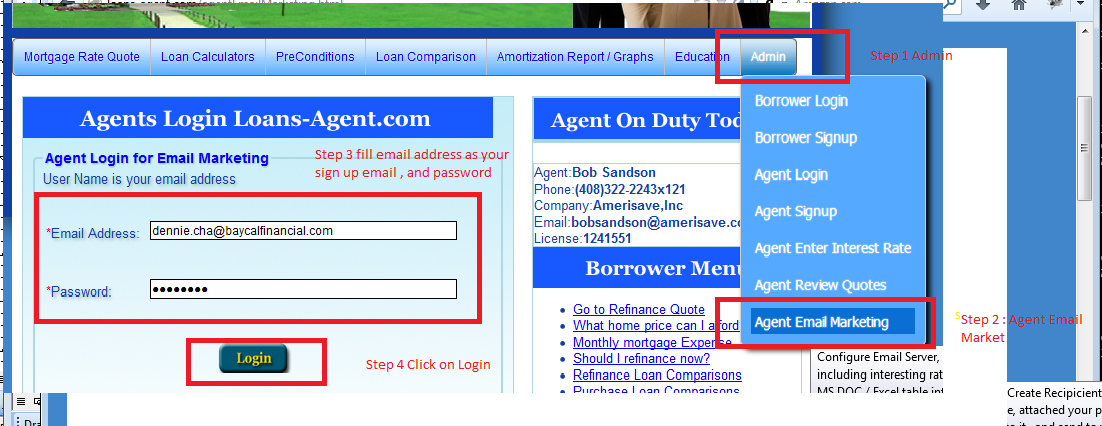 Mortgage Rate Quote Loan Calculators PreConditions Loan Comparison Amortization Report / Graphs Education Admin
Step 1 Admin
Agents Login Loans-Agent.com
Agent Login for Email Marketing
User Name is your email address
Step 3 fill email address as your
sign up email , and password
*Email Address: dennie.cha@baycalfinancial.com
*Password: ••••••••
Login
Step 4 Click on Login
Agent On Duty
Agent:Bob Sandson
Phone:(408)322-2243x121
Company:Amerisave,Inc
Email:bobsandson@amerisave.co
License:1241551
Borrower Menu
Go to Refinance Quote
What home price can I afford
Monthly mortgage Expense
Should I refinance now?
Refinance Loan Comparisons
Purchase Loan Comparisons
Borrower Login
Borrower Signup
Agent Login
Agent Signup
Agent Enter Interest Rate
Agent Review Quotes
Agent Email Marketing
Step 2 : Agent Email
Market
Configure Email Server,
including interesting rat
MS DOC / Excel table int
Create Recipicient
e, attached your p